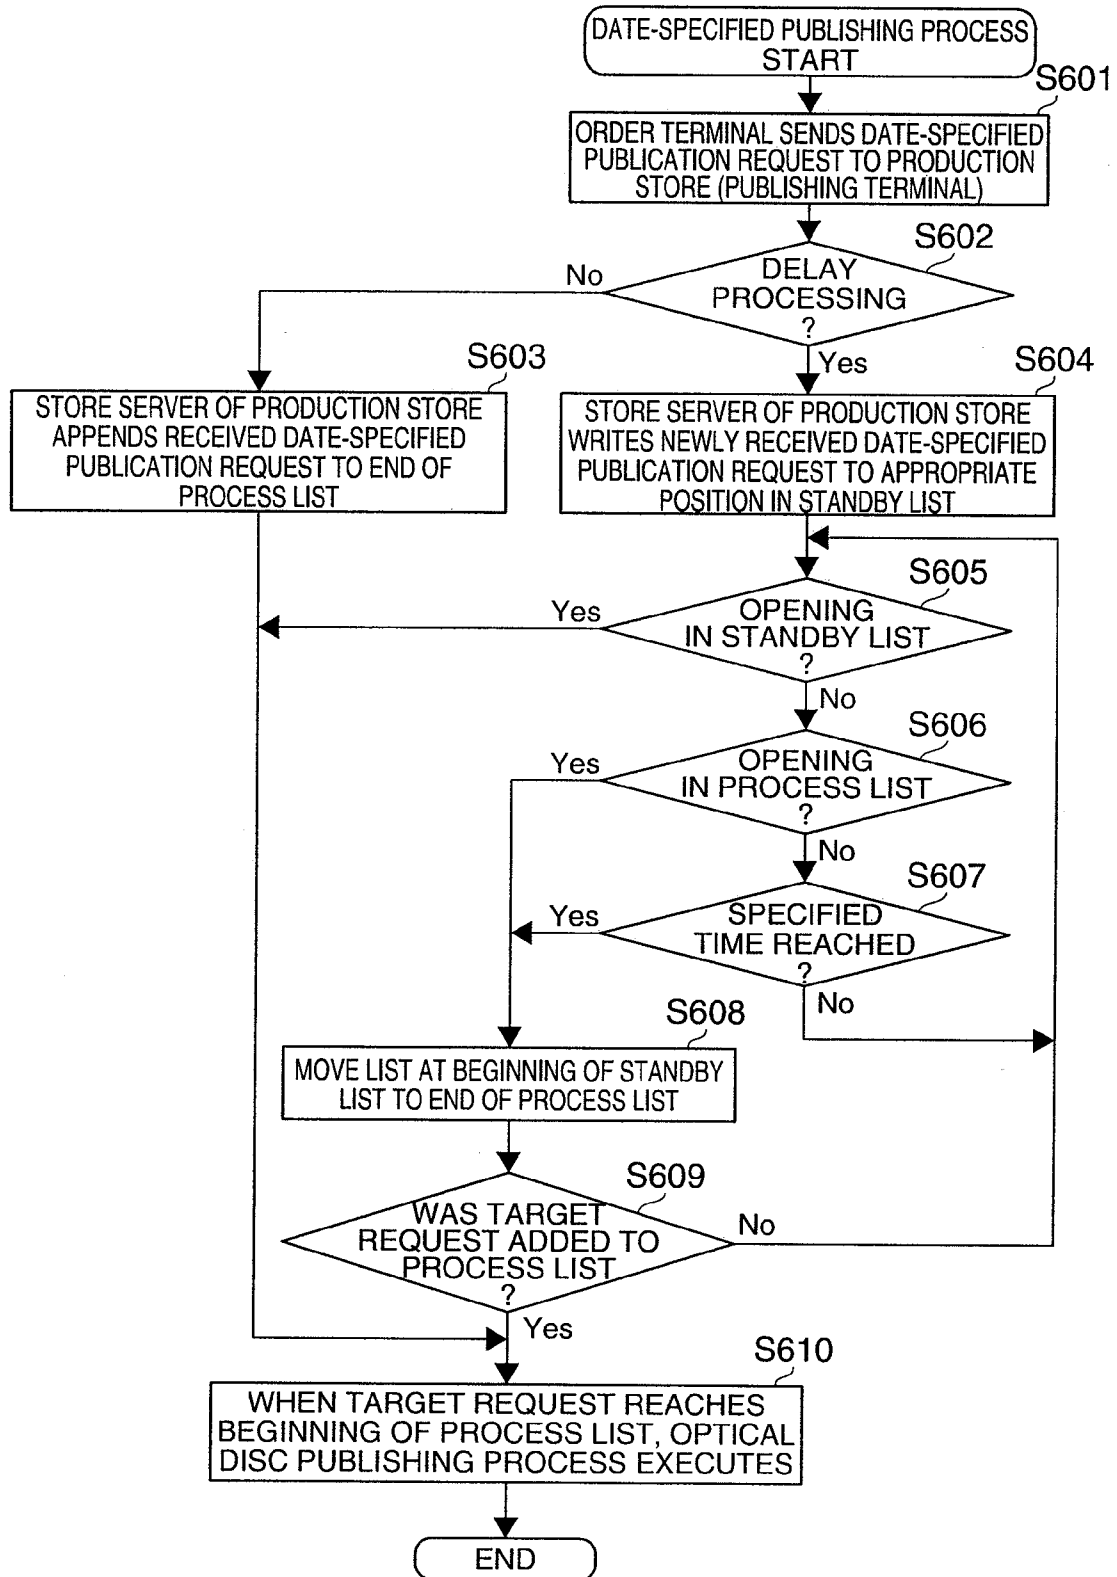 DATE-SPECIFIED PUBLISHING PROCESS
START
S601
ORDER TERMINAL SENDS DATE-SPECIFIED
PUBLICATION REQUEST TO PRODUCTION
STORE (PUBLISHING TERMINAL)
S602
DELAY
PROCESSING
?
No
Yes
S603
STORE SERVER OF PRODUCTION STORE
APPENDS RECEIVED DATE-SPECIFIED
PUBLICATION REQUEST TO END OF
PROCESS LIST
S604
STORE SERVER OF PRODUCTION STORE
WRITES NEWLY RECEIVED DATE-SPECIFIED
PUBLICATION REQUEST TO APPROPRIATE
POSITION IN STANDBY LIST
S605
OPENING
IN STANDBY LIST
?
Yes
No
S606
OPENING
IN PROCESS LIST
?
Yes
No
S607
SPECIFIED
TIME REACHED
?
Yes
No
S608
MOVE LIST AT BEGINNING OF STANDBY
LIST TO END OF PROCESS LIST
S609
WAS TARGET
REQUEST ADDED TO
PROCESS LIST
?
No
Yes
S610
WHEN TARGET REQUEST REACHES
BEGINNING OF PROCESS LIST, OPTICAL
DISC PUBLISHING PROCESS EXECUTES
END